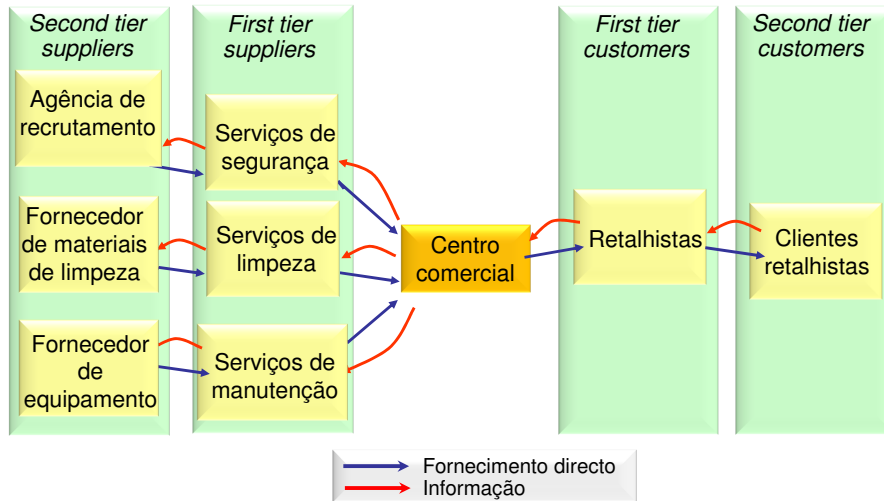 Second tier
suppliers
First tier
suppliers
First tier
customers
Second tier
customers
Agência de
recrutamento
Serviços de
segurança
Fornecedor
de materiais
de limpeza
Serviços de
limpeza
Centro
comercial
Retalhistas
Clientes
retalhistas
Fornecedor
de
equipamento
Serviços de
manutenção
Fornecimento directo
Informação